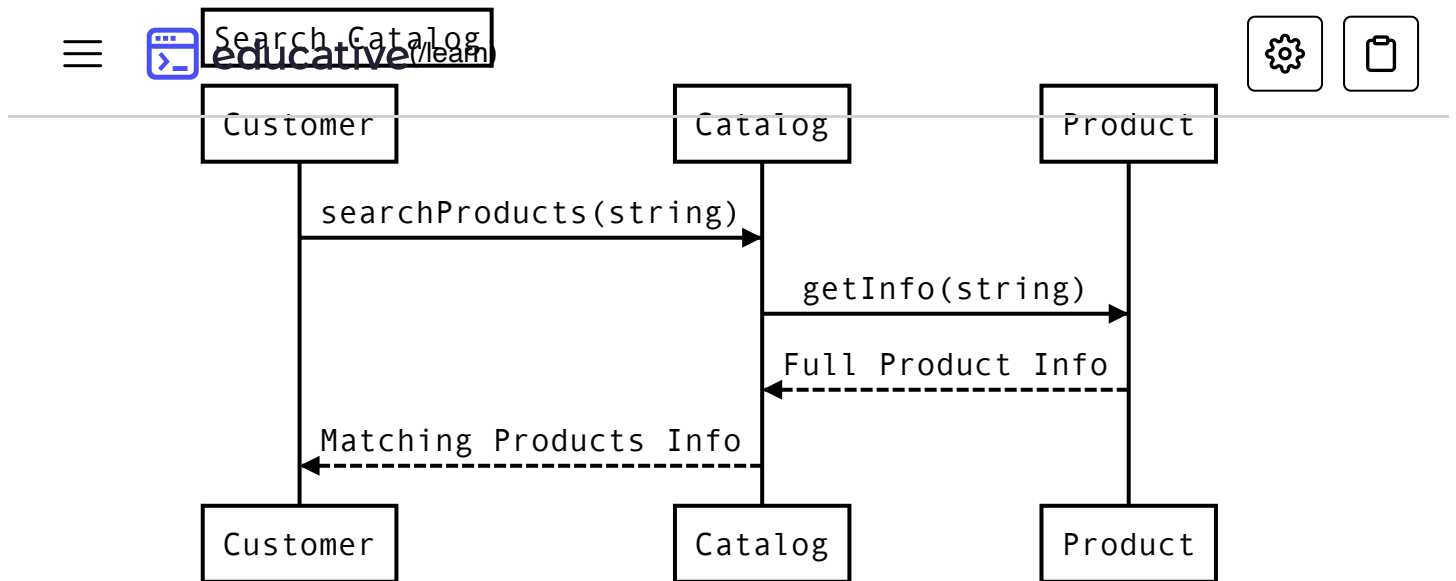 Search Catalog
educative(/learn)
Customer Catalog Product
searchProducts(string)
getInfo(string)
Full Product Info
Matching Products Info
Customer Catalog Product